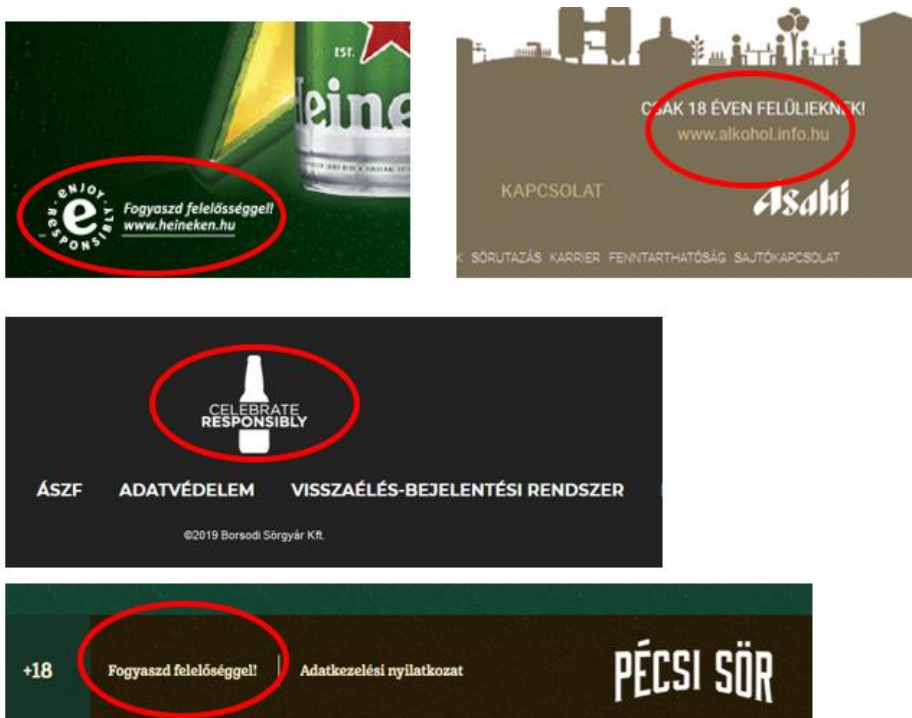 EST.
Heine
ENJOY RESPONSIBLY
e
Fogyaszd felelősséggel!
www.heineken.hu
CSAK 18 ÉVEN FELÜLIEKNEK!
www.alkohol.info.hu
KAPCSOLAT
Asahi
K SÖRUTAZÁS KARRIER FENNTARTHATÓSÁG SAJTÓKAPCSOLAT
CELEBRATE
RESPONSIBLY
ÁSZF ADATVÉDELEM VISSZAÉLÉS-BEJELENTÉSI RENDSZER
©2019 Borsodi Sörgyár Kft.
+18 Fogyaszd felelőséggel! Adatkezelési nyilatkozat PÉCSI SÖR